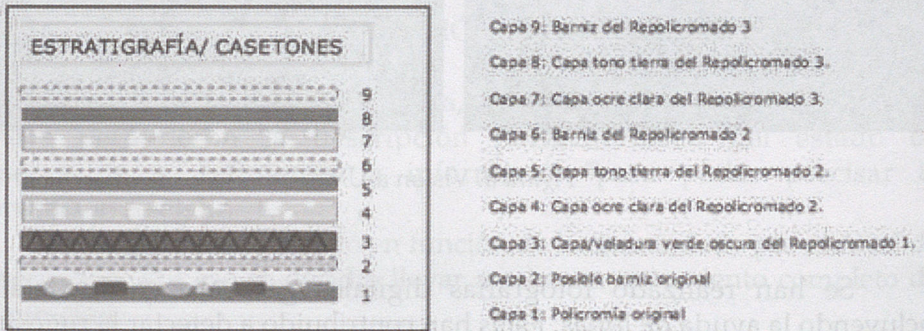 ESTRATIGRAFÍA/ CASETONES
9
8
7
6
5
4
3
2
1
Capa 9: Barniz del Repolicromado 3
Capa 8: Capa tono tierra del Repolicromado 3.
Capa 7: Capa ocre clara del Repolicromado 3.
Capa 6: Barniz del Repolicromado 2
Capa 5: Capa tono tierra del Repolicromado 2.
Capa 4: Capa ocre clara del Repolicromado 2.
Capa 3: Capa/veladura verde oscura del Repolicromado 1.
Capa 2: Posible barniz original
Capa 1: Policromía original